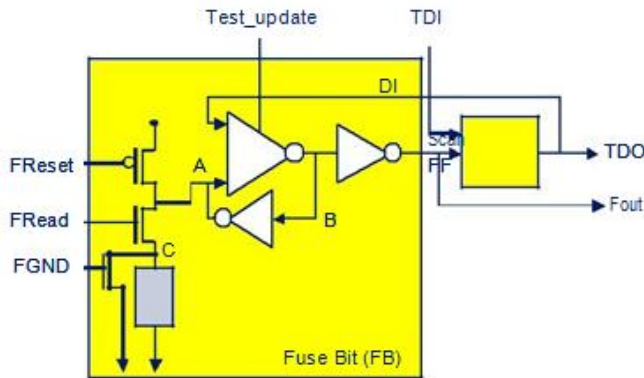 Test_update
TDI
DI
Scan
FF
TDO
FReset
A
FRead
B
Fout
C
FGND
Fuse Bit (FB)